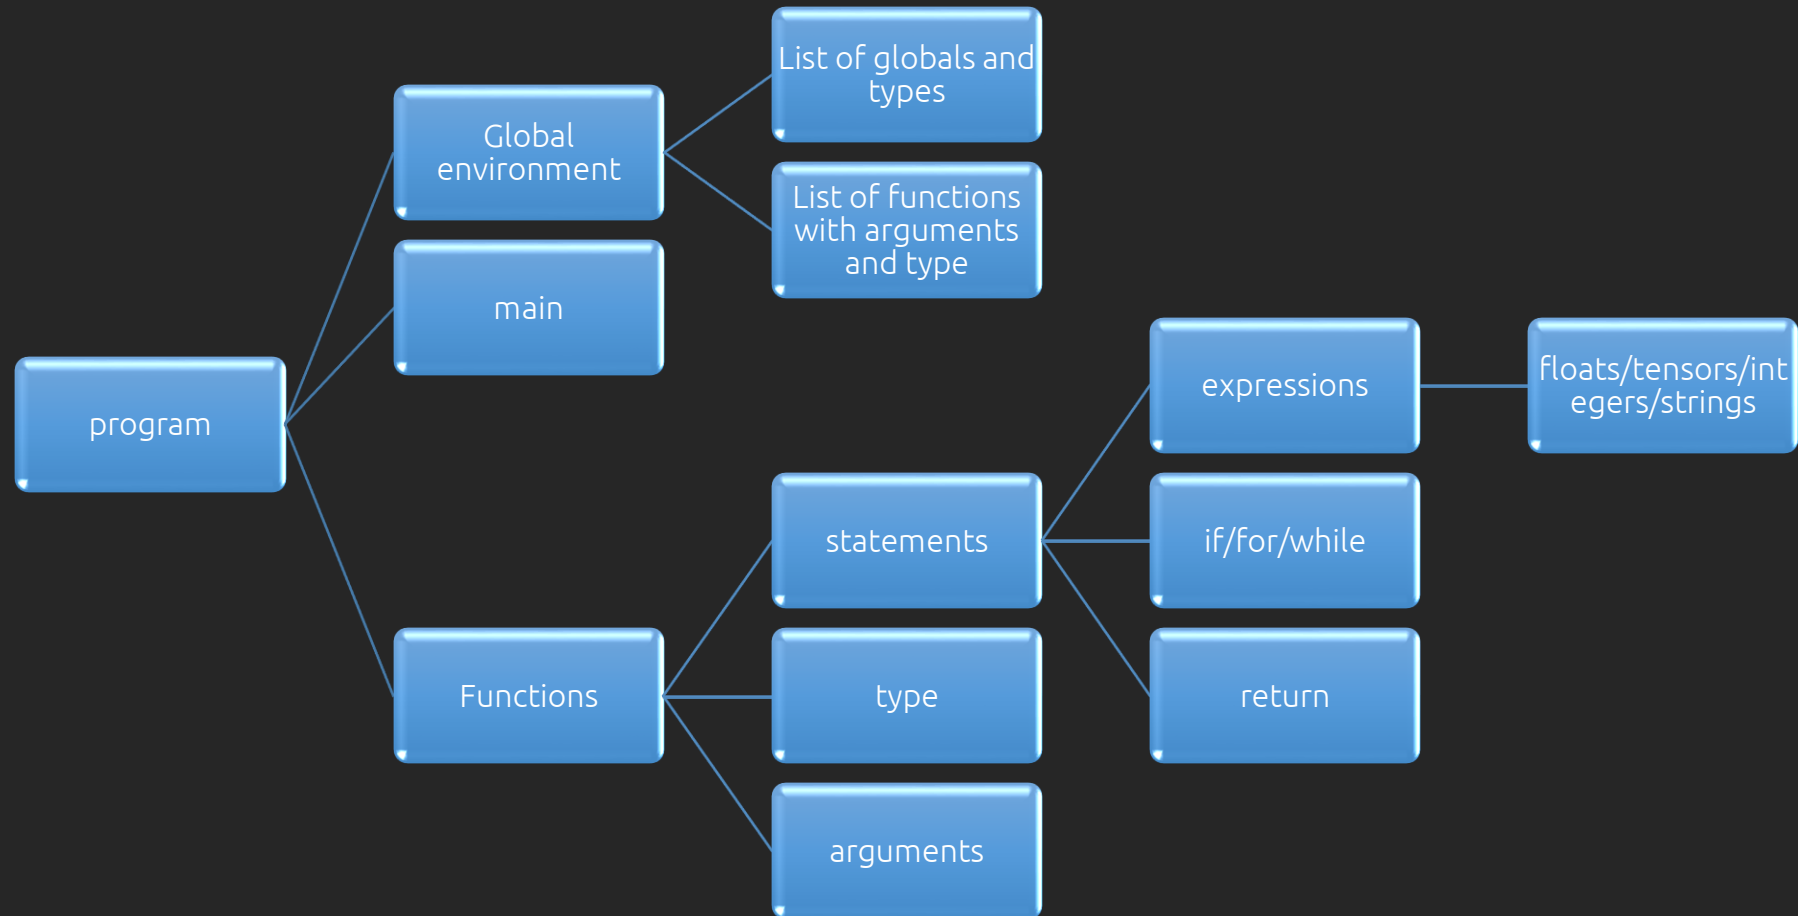 List of globals and
types
Global
environment
List of functions
with arguments
and type
main
program
expressions
floats/tensors/int
egers/strings
statements
if/for/while
Functions
type
return
arguments